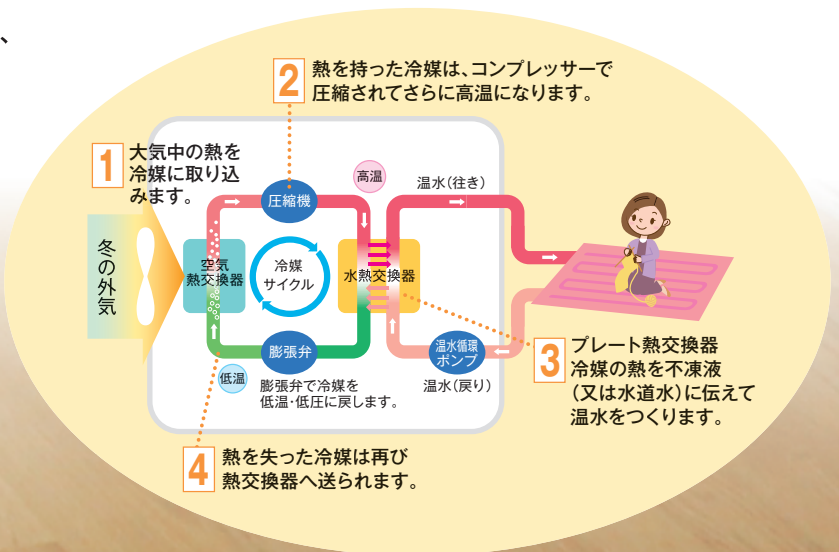 、
2 熱を持った冷媒は、コンプレッサーで
圧縮されてさらに高温になります。
1 大気中の熱を
冷媒に取り込
みます。
高温
温水(往き)
圧縮機
冬の外気
空気
熱交換器
冷媒
サイクル
水熱交換器
膨張弁
温水循環
ポンプ
低温
膨張弁で冷媒を
低温・低圧に戻します。
温水(戻り)
3 プレート熱交換器
冷媒の熱を不凍液
(又は水道水)に伝えて
温水をつくります。
4 熱を失った冷媒は再び
熱交換器へ送られます。